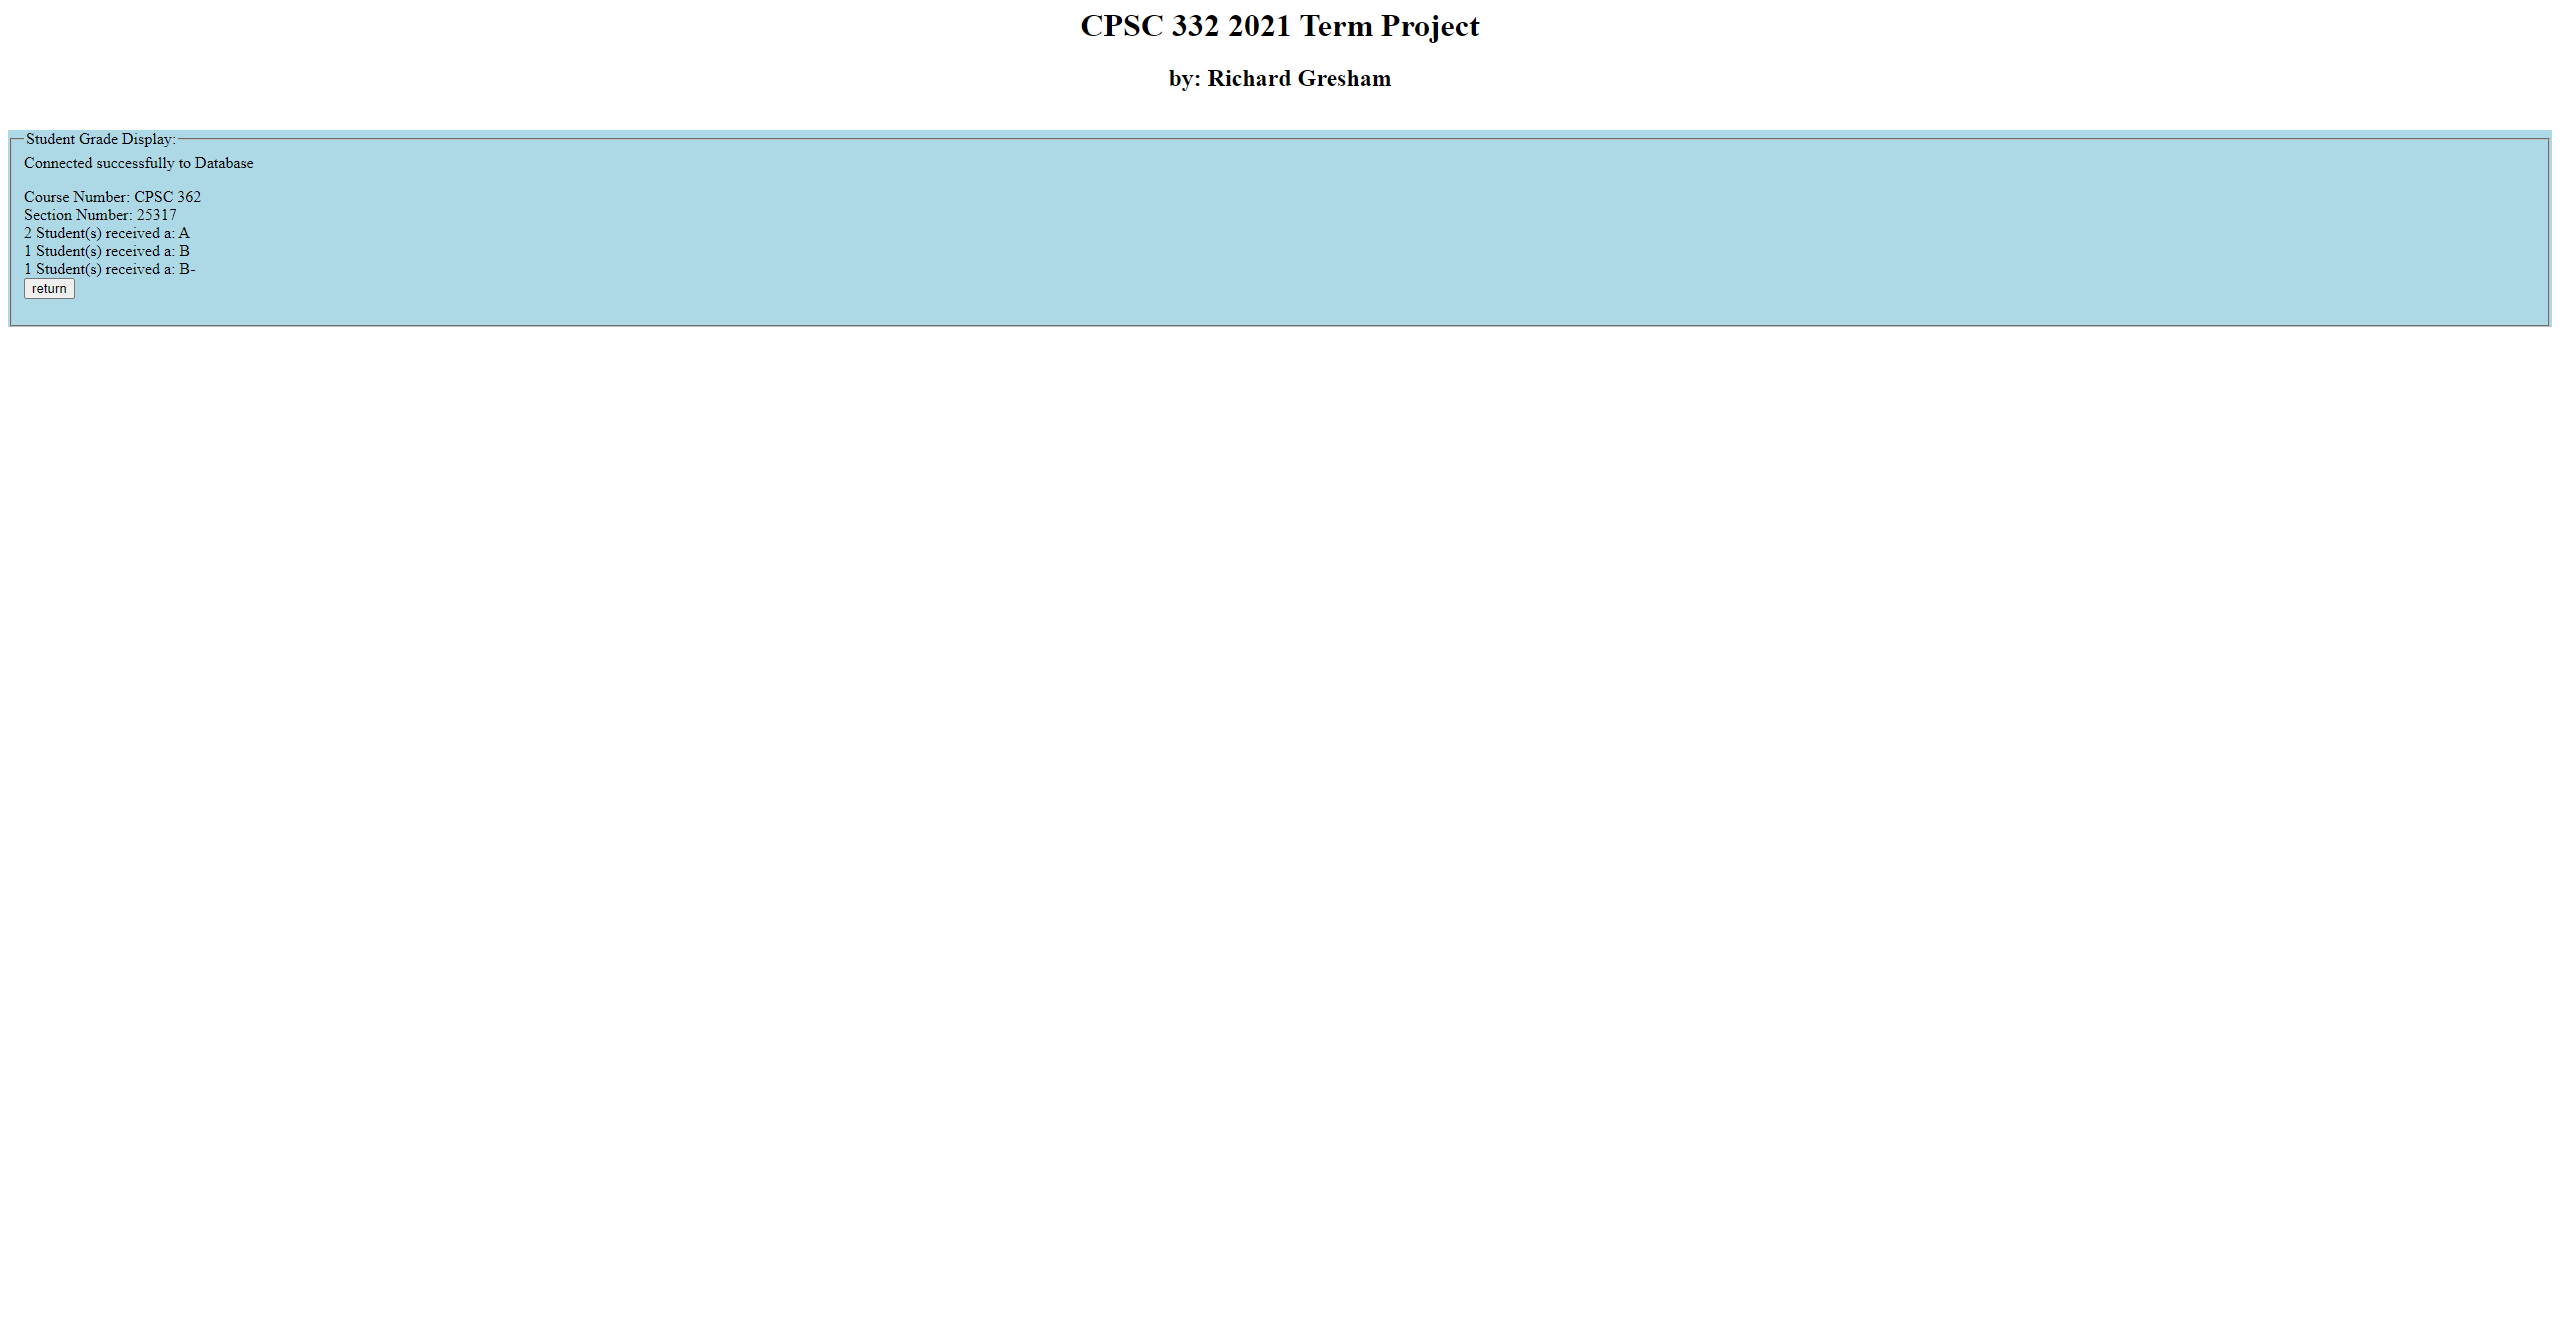 CPSC 332 2021 Term Project
by: Richard Gresham
Student Grade Display:
Connected successfully to Database
Course Number: CPSC 362
Section Number: 25317
2 Student(s) received a: A
1 Student(s) received a: B
1 Student(s) received a: B-
return